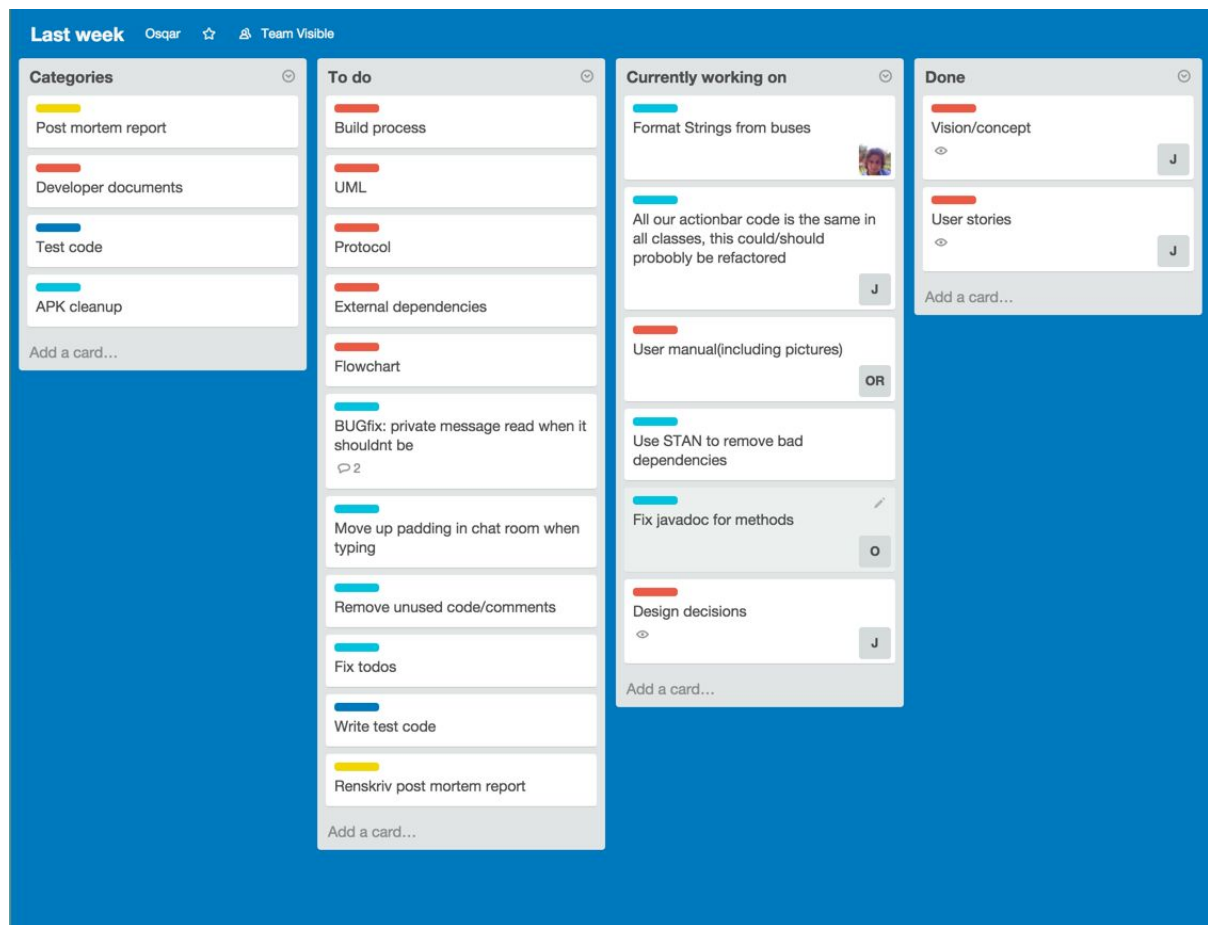 Last week Osqar Team Visible
Categories
Post mortem report
Developer documents
Test code
APK cleanup
Add a card…
To do
Build process
UML
Protocol
External dependencies
Flowchart
BUGfix: private message read when it
shouldnt be
2
Move up padding in chat room when
typing
Remove unused code/comments
Fix todos
Write test code
Renskriv post mortem report
Add a card…
Currently working on
Format Strings from buses
All our actionbar code is the same in
all classes, this could/should
probobly be refactored
J
User manual(including pictures)
OR
Use STAN to remove bad
dependencies
Fix javadoc for methods
O
Design decisions
J
Add a card…
Done
Vision/concept
J
User stories
J
Add a card…